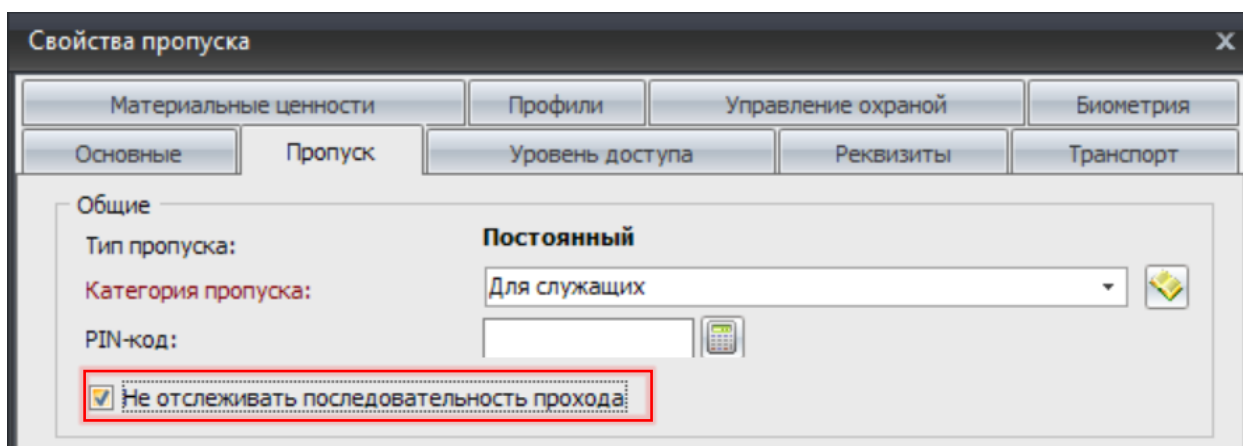 Свойства пропуска x
Материальные ценности Профили Управление охраной Биометрия
Основные Пропуск Уровень доступа Реквизиты Транспорт
Общие
Тип пропуска: Постоянный
Категория пропуска: Для служащих
PIN-код:
Не отслеживать последовательность прохода